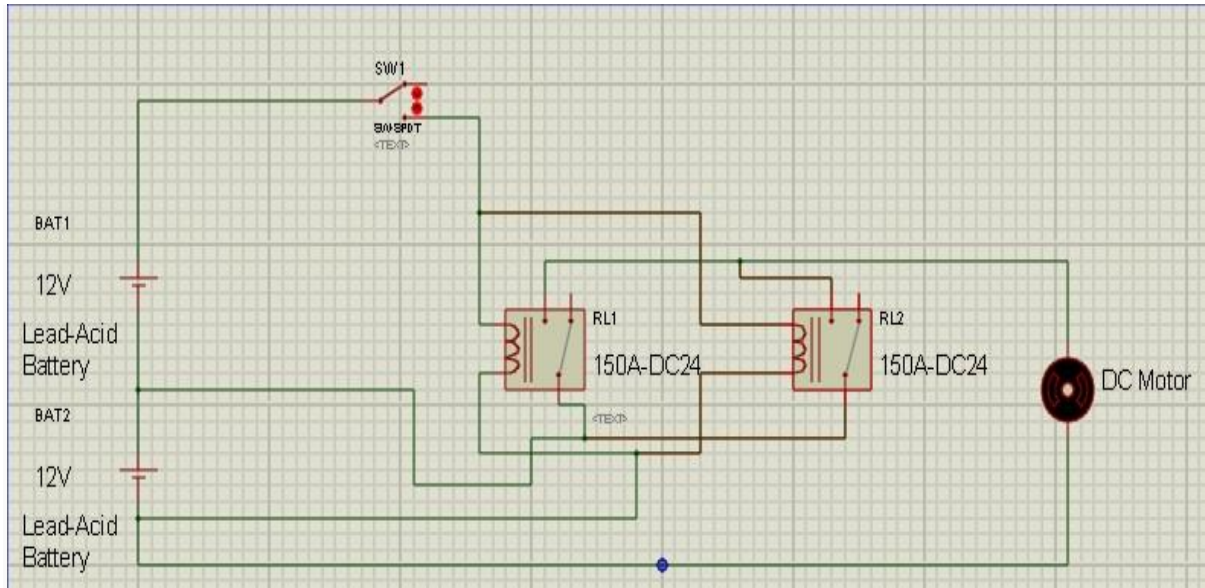 SW1
SW-SPDT
<TEXT>
BAT1
12V
Lead-Acid
Battery
RL1
150A-DC24
<TEXT>
RL2
150A-DC24
DC Motor
BAT2
12V
Lead-Acid
Battery